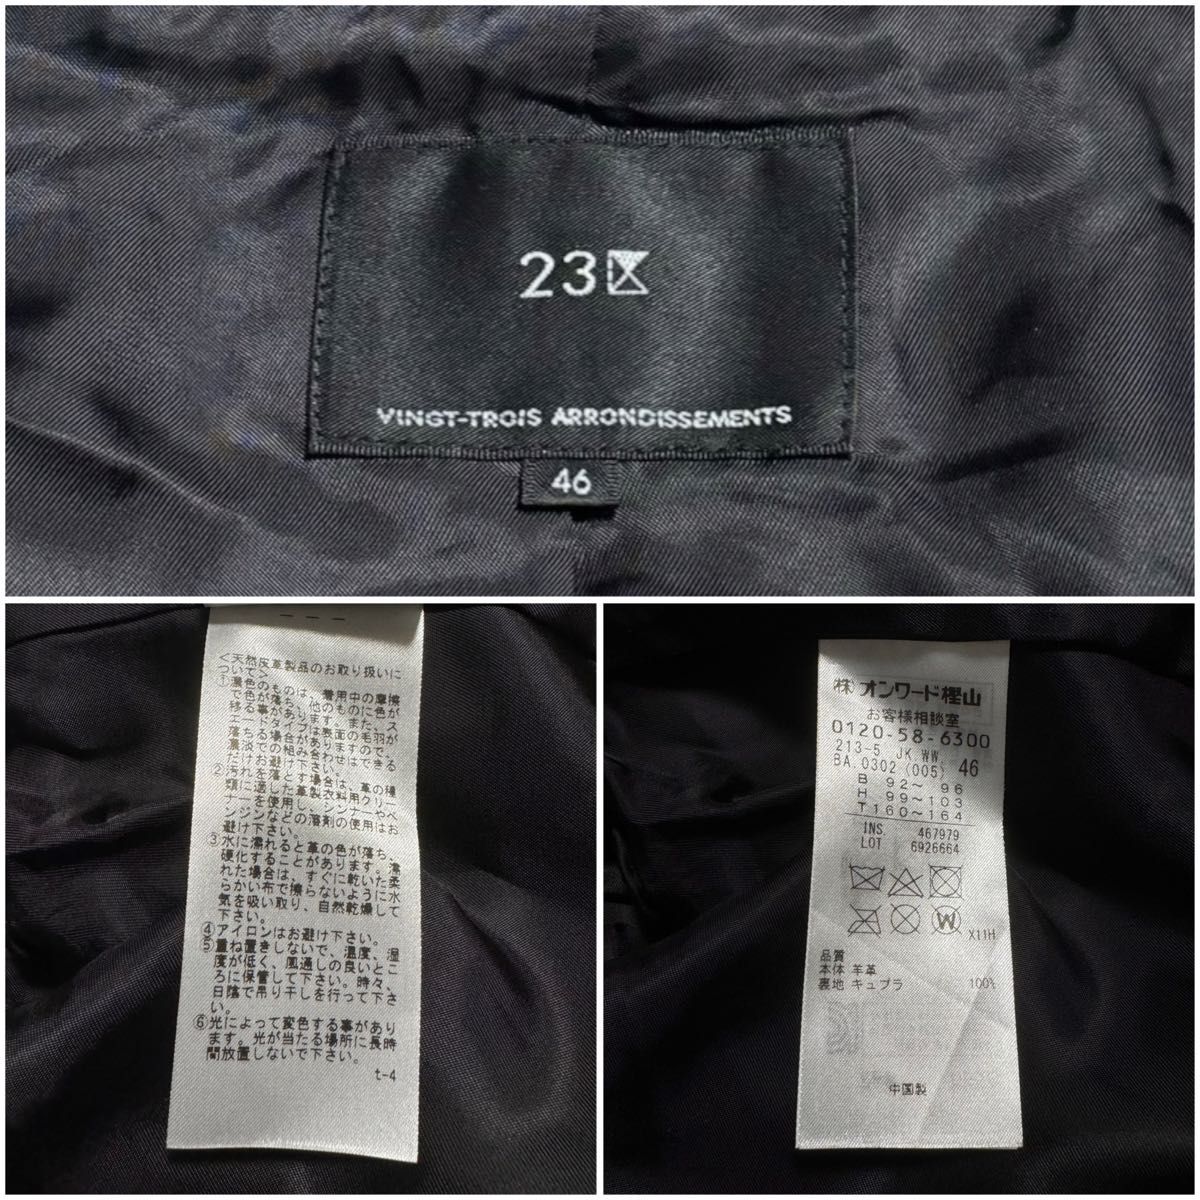 23区
VINGT-TROIS ARRONDISSEMENTS
46
<天然皮革製品のお取り扱いに
ついて>
①濃色のものは、着用中の摩擦
で色が落ち、他のものに色が
移る事があります。また、スペ
エードタイプは表面の毛羽が
落ちる場合がありますので、
濃淡での組み合わせはできる
だけお避け下さい。
②汚れを落とす場合は、革の種
類に適した革製衣料用クリー
ナーを使用し、シンナーやベ
ンジンなどの溶剤の使用はお
避け下さい。
③水に濡れると革の色が落ち、
硬化することがあります。濡
れた場合は、すぐに乾いた柔
らかい布で擦らないように水
気を吸い取り、自然乾燥して
下さい。
④アイロンはお避け下さい。
⑤重ね置きしないで、温度、湿
度が低く、風通しの良いとこ
ろに保管して下さい。時々、
日陰で吊り干しを行って下さ
い。
⑥光によって変色する事があり
ます。光が当たる場所に長時
間放置しないで下さい。
t-4
㈱オンワード樫山
お客様相談室
0120-58-6300
213-5 JK WW.
BA.0302 (005) 46
B 92～ 96
H 99～103
T160～164
INS. 467979
LOT 6926664
W
X11H
品質
本体 羊革
裏地 キュプラ 100%
中国製